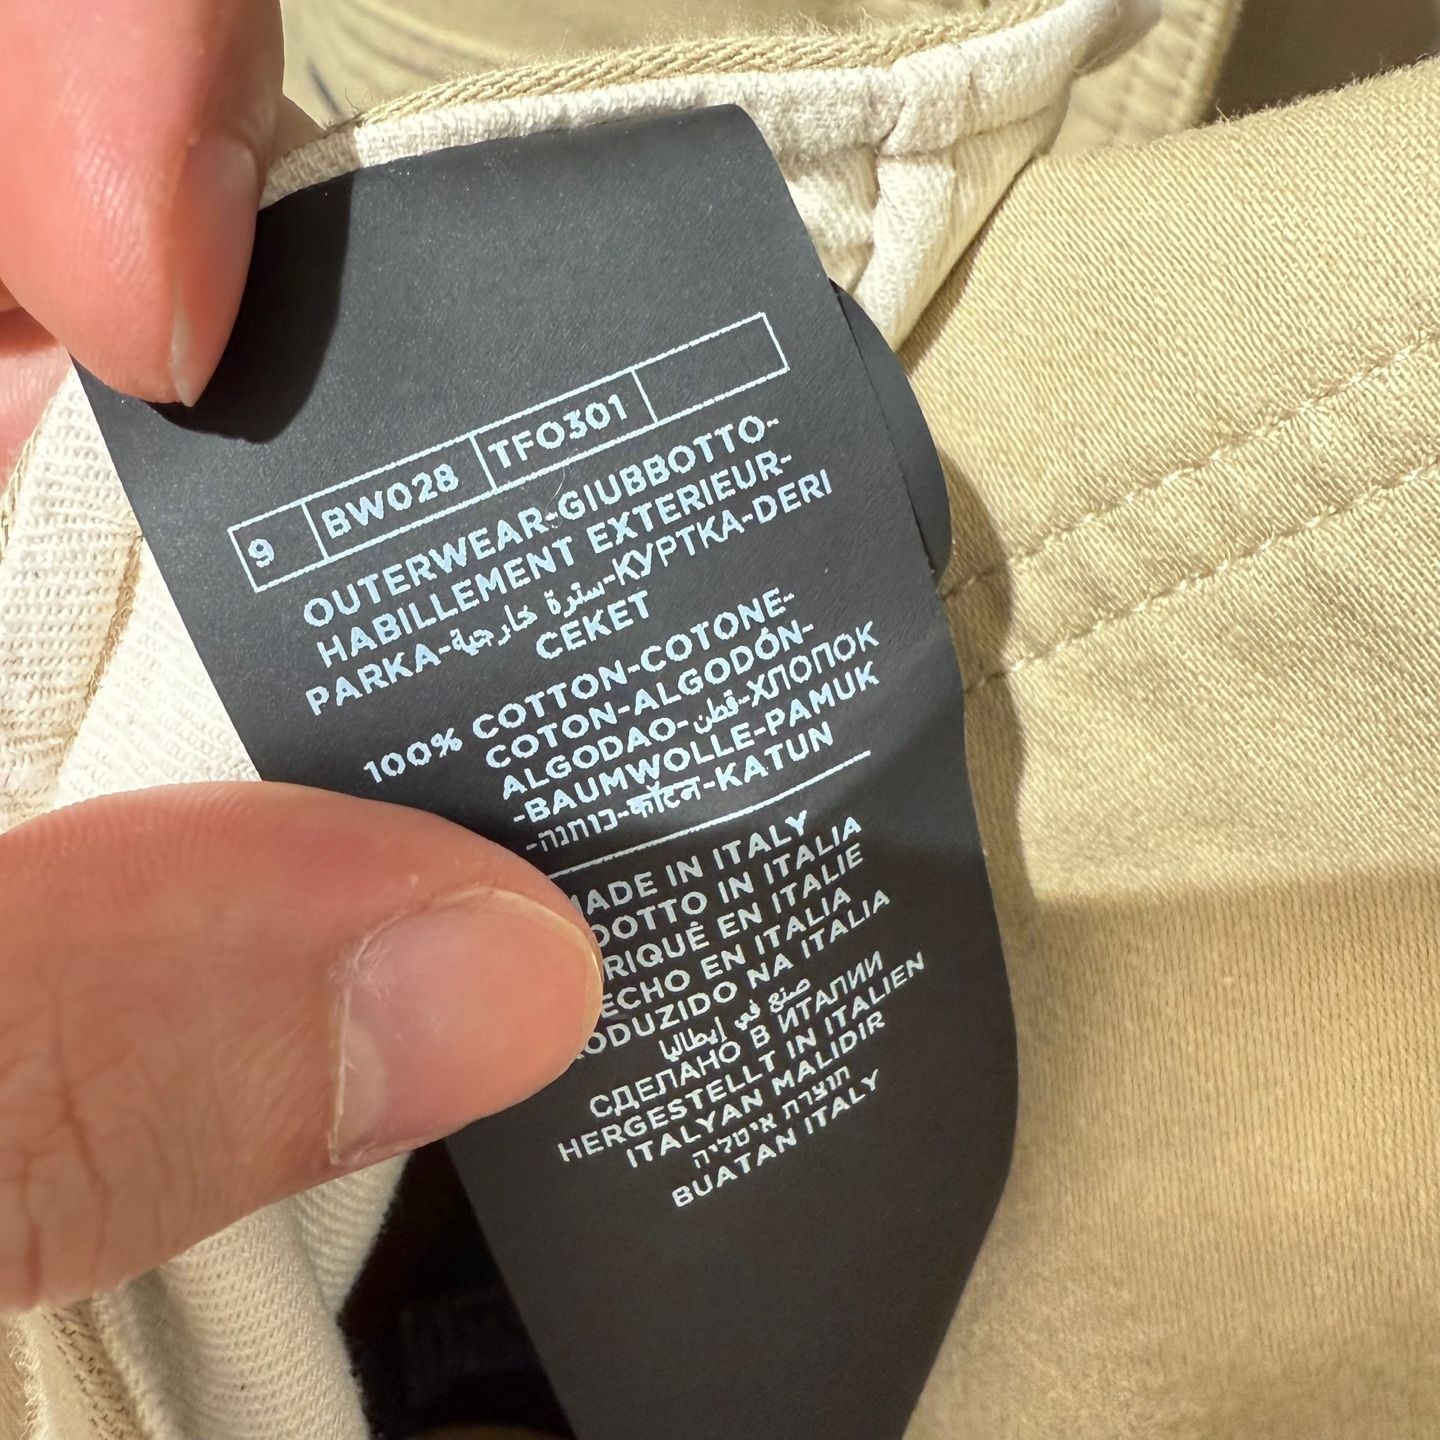 9 BW028 TFO301
OUTERWEAR-GIUBBOTTO-
HABILLEMENT EXTERIEUR-
PARKA-سترة خارجية-КУРТКА-DERI
CEKET
100% COTTON-COTONE-
COTON-ALGODÓN-
ALGODAO-قطن-ХЛОПОК
-BAUMWOLLE-PAMUK
-כותנה-कॉटन-KATUN
MADE IN ITALY
DOTTO IN ITALIA
RIQUÉ EN ITALIE
ECHO EN ITALIA
ODUZIDO NA ITALIA
صنع في إيطاليا
СДЕЛАНО В ИТАЛИИ
HERGESTELLT IN ITALIEN
ITALYAN MALIDIR
תוצרת איטליה
BUATAN ITALY